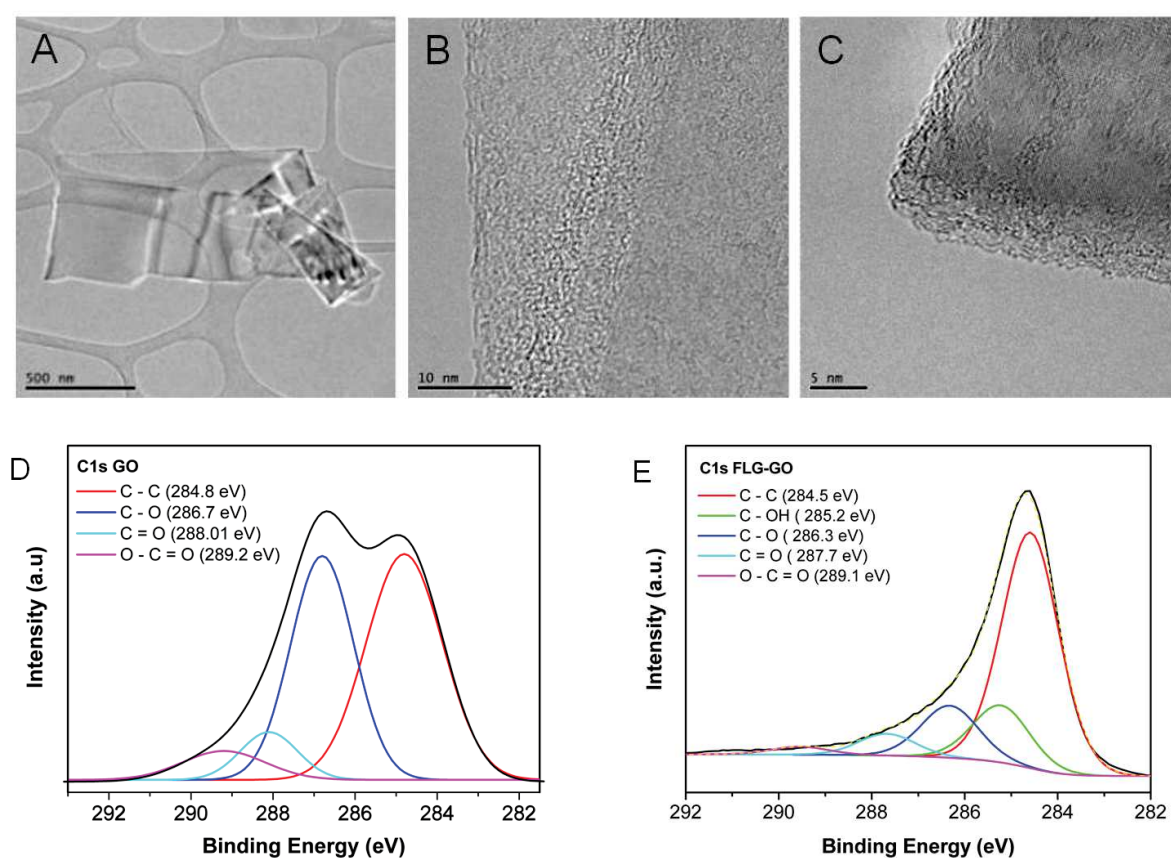 A
B
C
500 nm
10 nm
5 nm
D
C1s GO
C - C (284.8 eV)
C - O (286.7 eV)
C = O (288.01 eV)
O - C = O (289.2 eV)
Intensity (a.u)
292 290 288 286 284 282
Binding Energy (eV)
E
C1s FLG-GO
C - C (284.5 eV)
C - OH ( 285.2 eV)
C - O ( 286.3 eV)
C = O ( 287.7 eV)
O - C = O (289.1 eV)
Intensity (a.u.)
292 290 288 286 284 282
Binding Energy (eV)